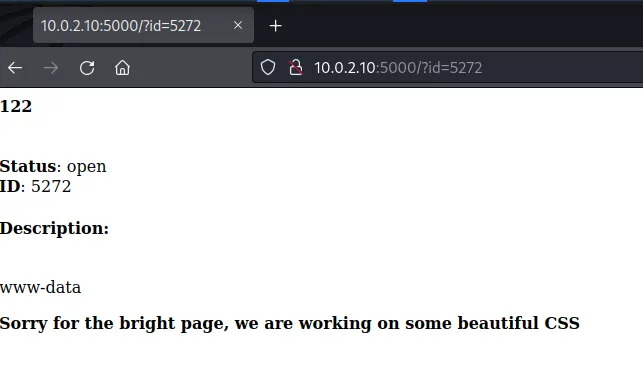 10.0.2.10:5000/?id=5272
10.0.2.10:5000/?id=5272
122
Status: open
ID: 5272
Description:
www-data
Sorry for the bright page, we are working on some beautiful CSS